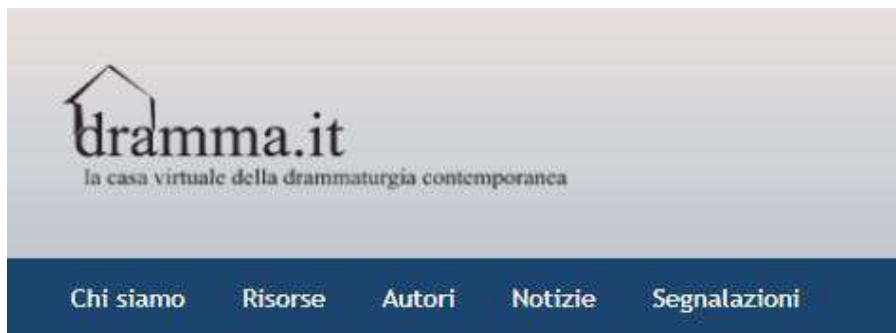 dramma.it
la casa virtuale della drammaturgia contemporanea
Chi siamo Risorse Autori Notizie Segnalazioni